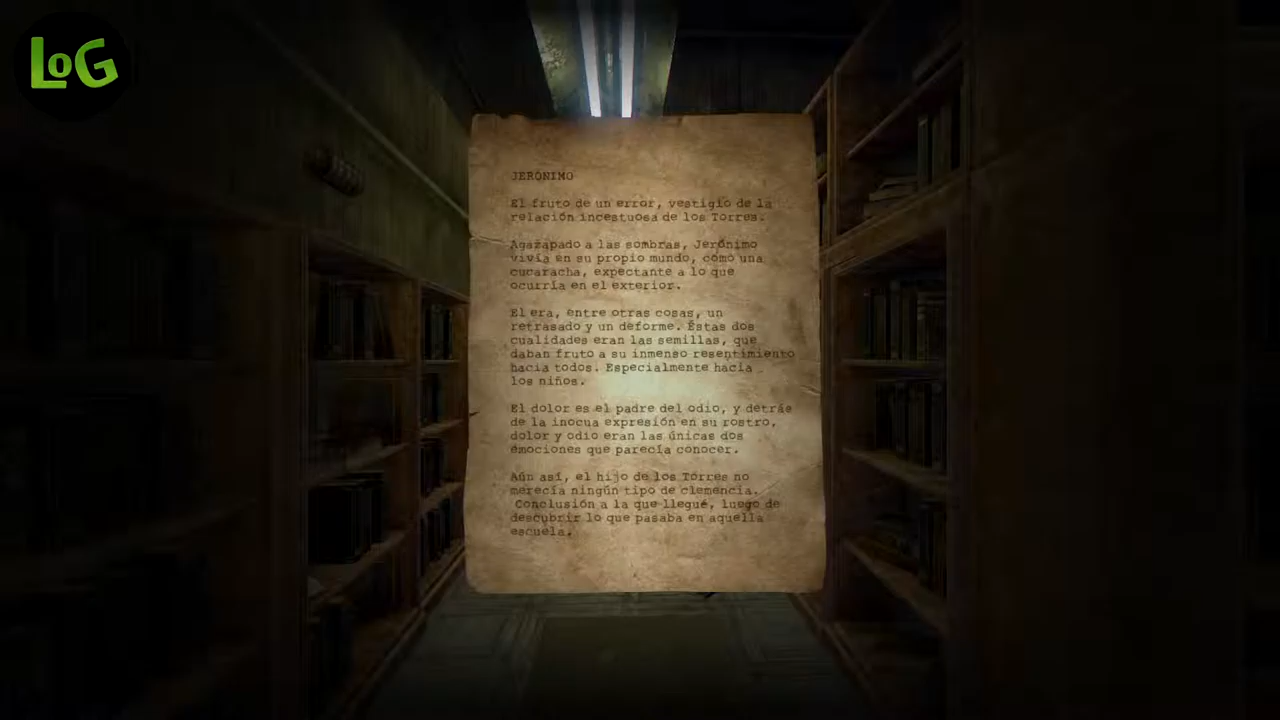 LoG
JERÓNIMO
El fruto de un error, vestigio de la
relación incestuosa de los Torres.
Agazapado a las sombras, Jerónimo
vivía en su propio mundo, como una
cucaracha, expectante a lo que
ocurría en el exterior.
El era, entre otras cosas, un
retrasado y un deforme. Éstas dos
cualidades eran las semillas, que
daban fruto a su inmenso resentimiento
hacia todos. Especialmente hacia
los niños.
El dolor es el padre del odio, y detrás
de la inocua expresión en su rostro,
dolor y odio eran las únicas dos
emociones que parecía conocer.
Aún así, el hijo de los Torres no
merecía ningún tipo de clemencia.
Conclusión a la que llegué, luego de
descubrir lo que pasaba en aquella
escuela.